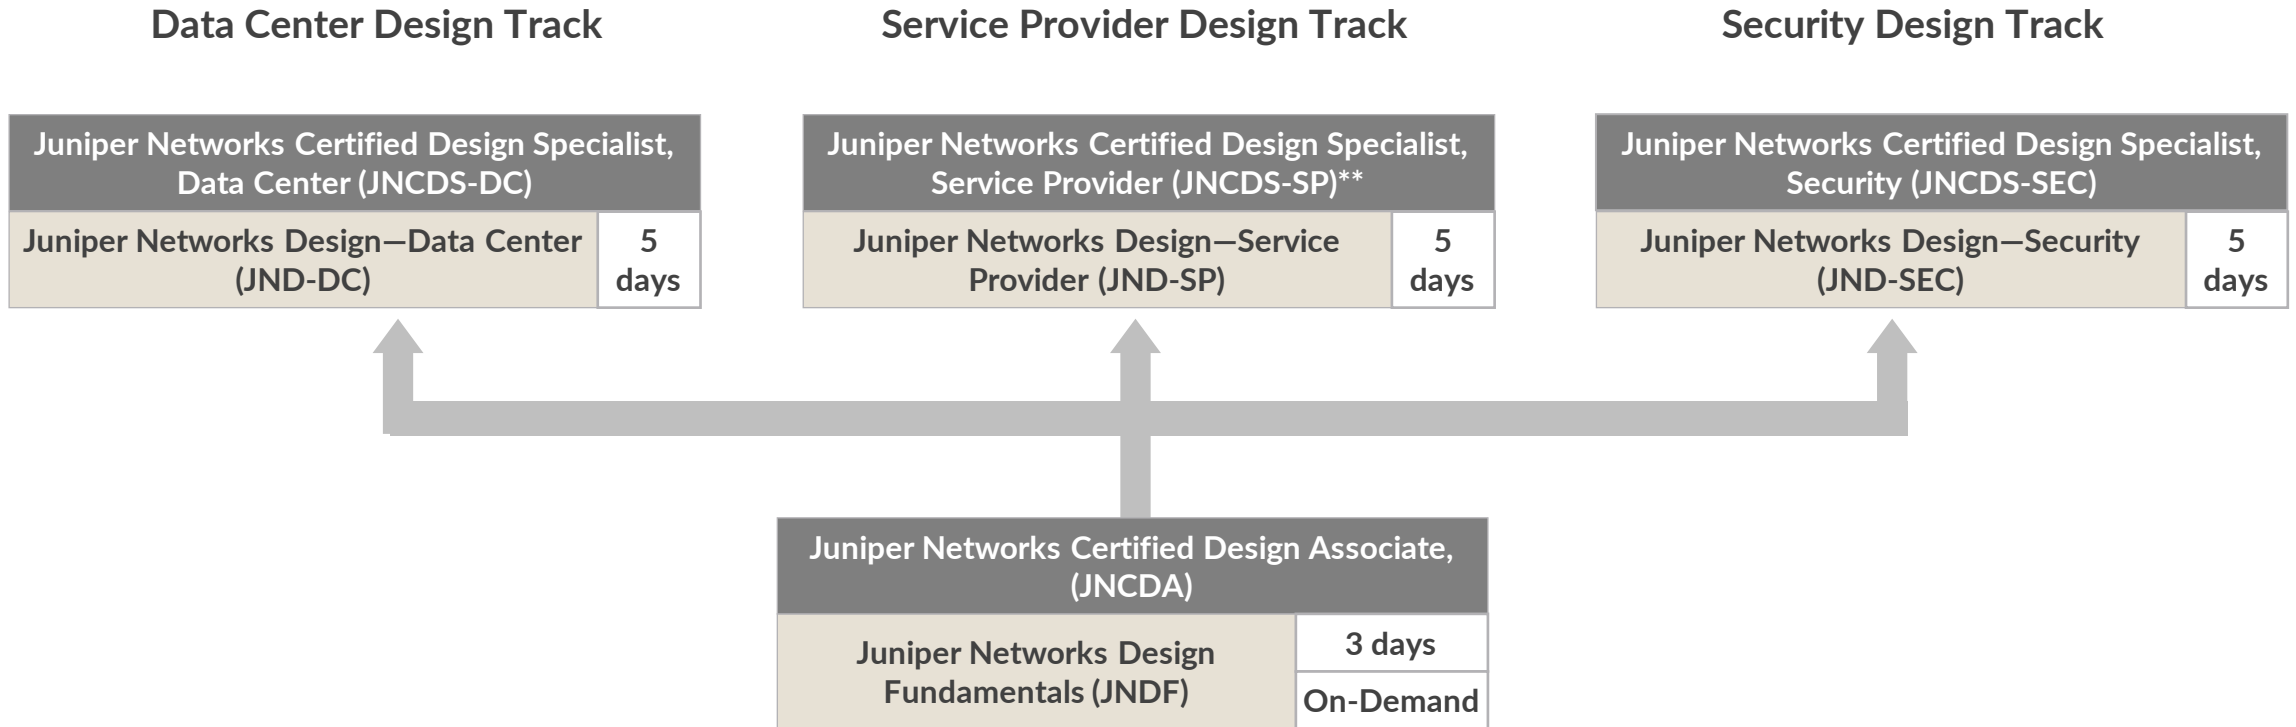 Data Center Design Track
Service Provider Design Track
Security Design Track
Juniper Networks Certified Design Specialist,
Data Center (JNCDS-DC)
Juniper Networks Design—Data Center
(JND-DC)
5
days
Juniper Networks Certified Design Specialist,
Service Provider (JNCDS-SP)**
Juniper Networks Design—Service
Provider (JND-SP)
5
days
Juniper Networks Certified Design Specialist,
Security (JNCDS-SEC)
Juniper Networks Design—Security
(JND-SEC)
5
days
Juniper Networks Certified Design Associate,
(JNCDA)
Juniper Networks Design
Fundamentals (JNDF)
3 days
On-Demand